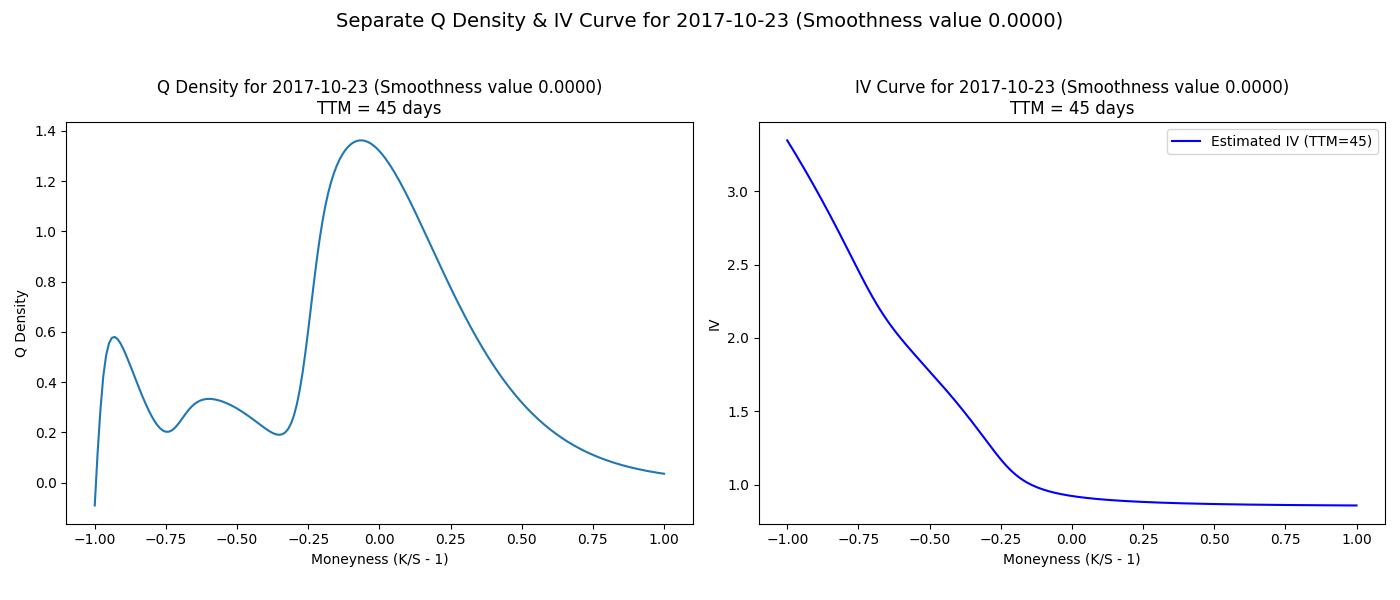 Separate Q Density & IV Curve for 2017-10-23 (Smoothness value 0.0000)
Q Density for 2017-10-23 (Smoothness value 0.0000)
TTM = 45 days
1.4
1.2
1.0
0.8
0.6
0.4
0.2
0.0
Q Density
−1.00 −0.75 −0.50 −0.25 0.00 0.25 0.50 0.75 1.00
Moneyness (K/S - 1)
IV Curve for 2017-10-23 (Smoothness value 0.0000)
TTM = 45 days
Estimated IV (TTM=45)
3.0
2.5
2.0
1.5
1.0
IV
−1.00 −0.75 −0.50 −0.25 0.00 0.25 0.50 0.75 1.00
Moneyness (K/S - 1)